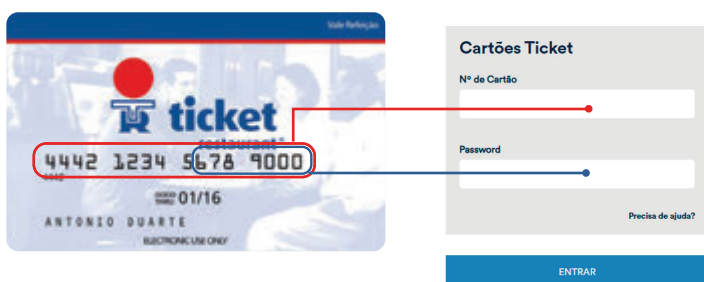 Vale Refeição
ticket
restaurant
4442 1234 5678 9000
4442
01/16
ANTONIO DUARTE
ELECTRONIC USE ONLY
Cartões Ticket
Nº de Cartão
Password
Precisa de ajuda?
ENTRAR